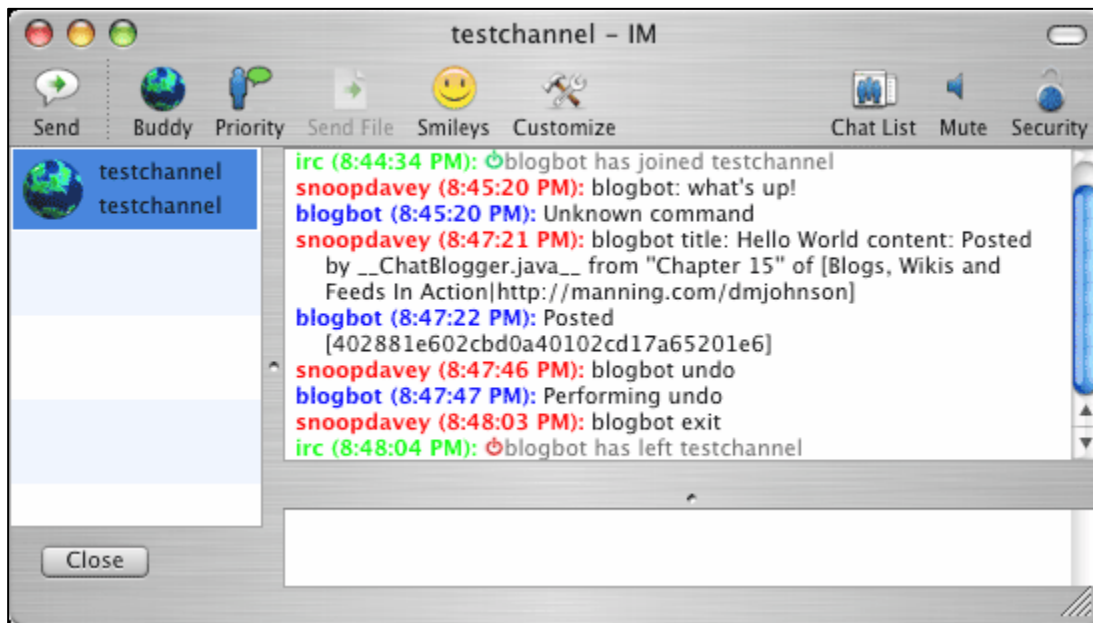 testchannel – IM
Send
Buddy
Priority
Send File
Smileys
Customize
Chat List
Mute
Security
testchannel
testchannel
irc (8:44:34 PM): blogbot has joined testchannel
snoopdavey (8:45:20 PM): blogbot: what's up!
blogbot (8:45:20 PM): Unknown command
snoopdavey (8:47:21 PM): blogbot title: Hello World content: Posted
by __ChatBlogger.java__ from "Chapter 15" of [Blogs, Wikis and
Feeds In Action|http://manning.com/dmjohnson]
blogbot (8:47:22 PM): Posted
[402881e602cbd0a40102cd17a65201e6]
snoopdavey (8:47:46 PM): blogbot undo
blogbot (8:47:47 PM): Performing undo
snoopdavey (8:48:03 PM): blogbot exit
irc (8:48:04 PM): blogbot has left testchannel
Close